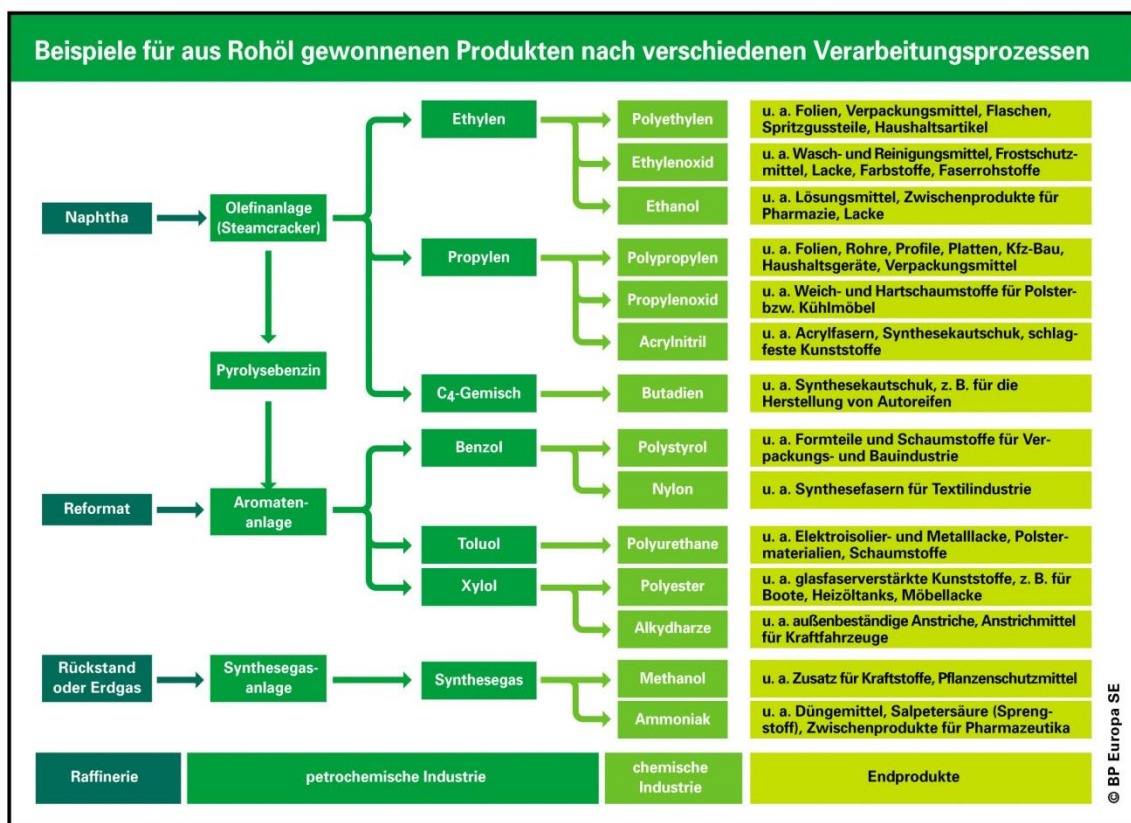 Beispiele für aus Rohöl gewonnenen Produkten nach verschiedenen Verarbeitungsprozessen
Naphtha
Olefinanlage
(Steamcracker)
Pyrolysebenzin
Ethylen
Polyethylen
u. a. Folien, Verpackungsmittel, Flaschen,
Spritzgussteile, Haushaltsartikel
Ethylenoxid
u. a. Wasch- und Reinigungsmittel, Frostschutz-
mittel, Lacke, Farbstoffe, Faserrohstoffe
Ethanol
u. a. Lösungsmittel, Zwischenprodukte für
Pharmazie, Lacke
Propylen
Polypropylen
u. a. Folien, Rohre, Profile, Platten, Kfz-Bau,
Haushaltsgeräte, Verpackungsmittel
Propylenoxid
u. a. Weich- und Hartschaumstoffe für Polster-
bzw. Kühlmöbel
Acrylnitril
u. a. Acrylfasern, Synthesekautschuk, schlag-
feste Kunststoffe
C4-Gemisch
Butadien
u. a. Synthesekautschuk, z. B. für die
Herstellung von Autoreifen
Reformat
Aromaten-
anlage
Benzol
Polystyrol
u. a. Formteile und Schaumstoffe für Ver-
packungs- und Bauindustrie
Nylon
u. a. Synthesefasern für Textilindustrie
Toluol
Polyurethane
u. a. Elektroisolier- und Metalllacke, Polster-
materialien, Schaumstoffe
Xylol
Polyester
u. a. glasfaserverstärkte Kunststoffe, z. B. für
Boote, Heizöltanks, Möbellacke
Alkydharze
u. a. außenbeständige Anstriche, Anstrichmittel
für Kraftfahrzeuge
Rückstand
oder Erdgas
Synthesegas-
anlage
Synthesegas
Methanol
u. a. Zusatz für Kraftstoffe, Pflanzenschutzmittel
Ammoniak
u. a. Düngemittel, Salpetersäure (Spreng-
stoff), Zwischenprodukte für Pharmazeutika
Raffinerie
petrochemische Industrie
chemische
Industrie
Endprodukte
© BP Europa SE